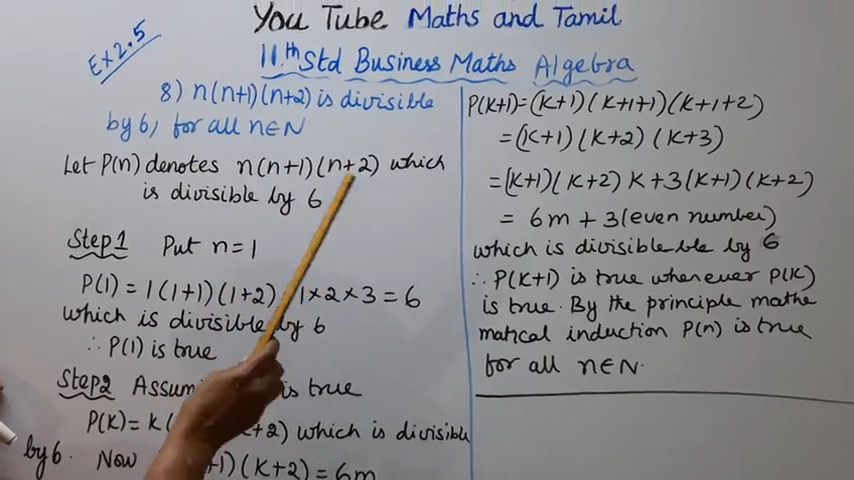 You Tube Maths and Tamil
11.th Std Business Maths Algebra
Ex 2.5
8) n(n+1)(n+2) is divisible
by 6, for all n∈N
Let P(n) denotes n(n+1)(n+2) which
is divisible by 6
Step1 Put n=1
P(1) = 1(1+1)(1+2) 1×2×3 = 6
which is divisible by 6
∴ P(1) is true
Step2 is true
P(K) = K( +2) which is divisible
by 6. Now +1)(K+2) = 6m
P(K+1) = (K+1)(K+1+1)(K+1+2)
= (K+1)(K+2)(K+3)
= (K+1)(K+2)K+3(K+1)(K+2)
= 6m + 3(even number)
which is divisible ble by 6
∴ P(K+1) is true whenever P(K)
is true. By the principle mathe
matical induction P(n) is true
for all n∈N.